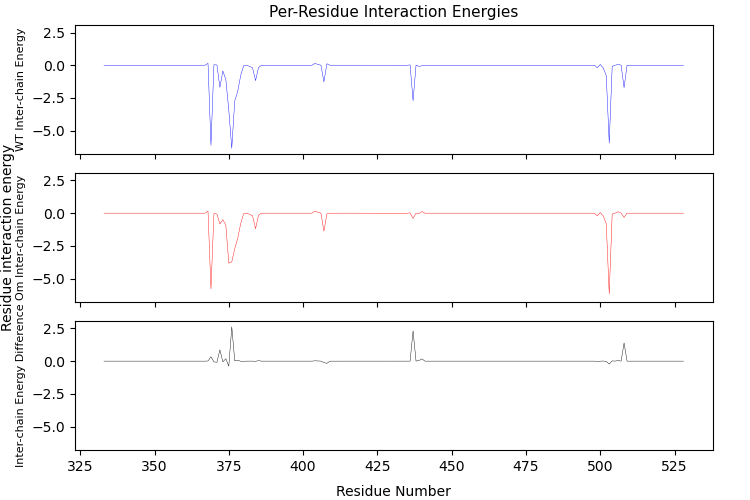 Per-Residue Interaction Energies
WT Inter-chain Energy
2.5
0.0
−2.5
−5.0
Residue interaction energy
Om Inter-chain Energy
2.5
0.0
−2.5
−5.0
Inter-chain Energy Difference
2.5
0.0
−2.5
−5.0
325 350 375 400 425 450 475 500 525
Residue Number